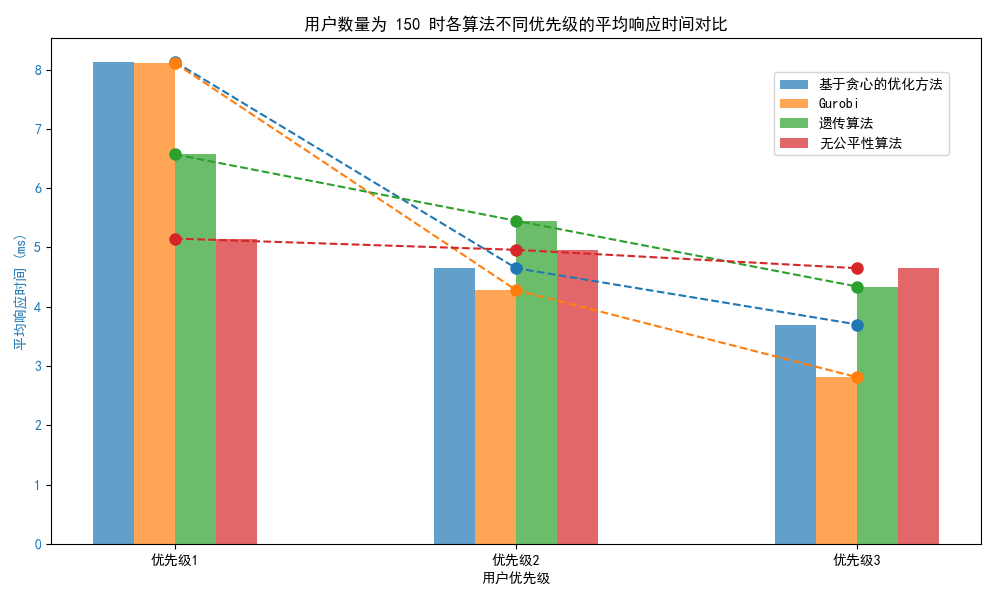 用户数量为 150 时各算法不同优先级的平均响应时间对比
基于贪心的优化方法
Gurobi
遗传算法
无公平性算法
平均响应时间 (ms)
8
7
6
5
4
3
2
1
0
优先级1
优先级2
优先级3
用户优先级